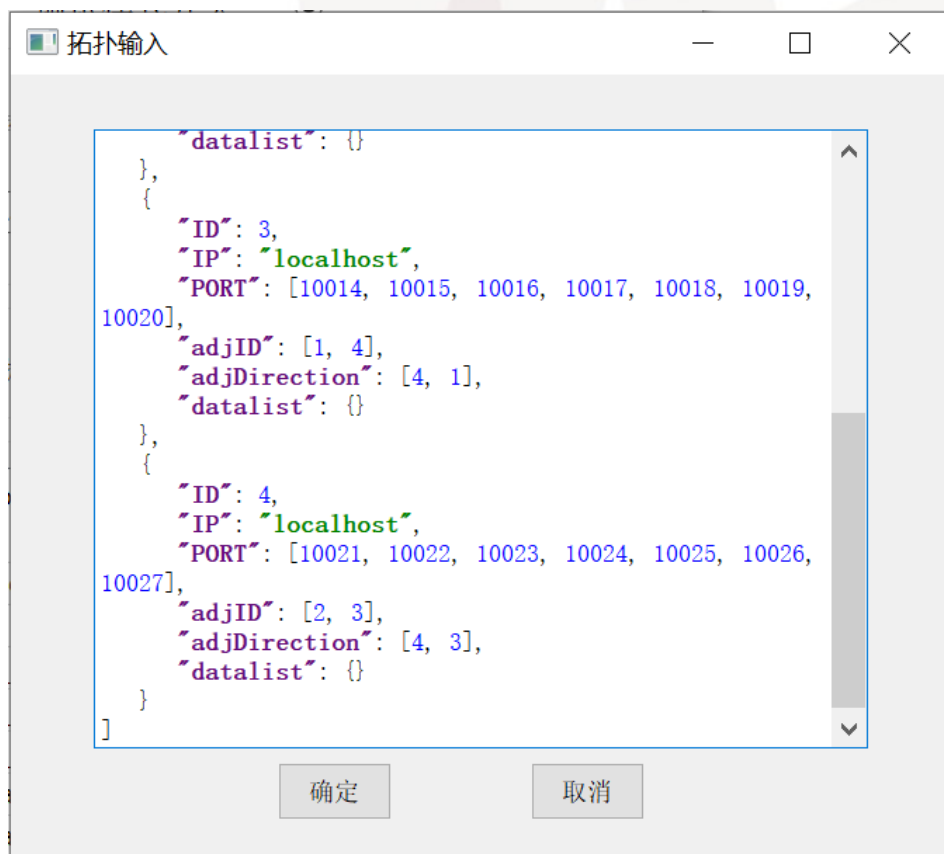 拓扑输入
"datalist": {}
},
{
"ID": 3,
"IP": "localhost",
"PORT": [10014, 10015, 10016, 10017, 10018, 10019,
10020],
"adjID": [1, 4],
"adjDirection": [4, 1],
"datalist": {}
},
{
"ID": 4,
"IP": "localhost",
"PORT": [10021, 10022, 10023, 10024, 10025, 10026,
10027],
"adjID": [2, 3],
"adjDirection": [4, 3],
"datalist": {}
}
]
确定
取消